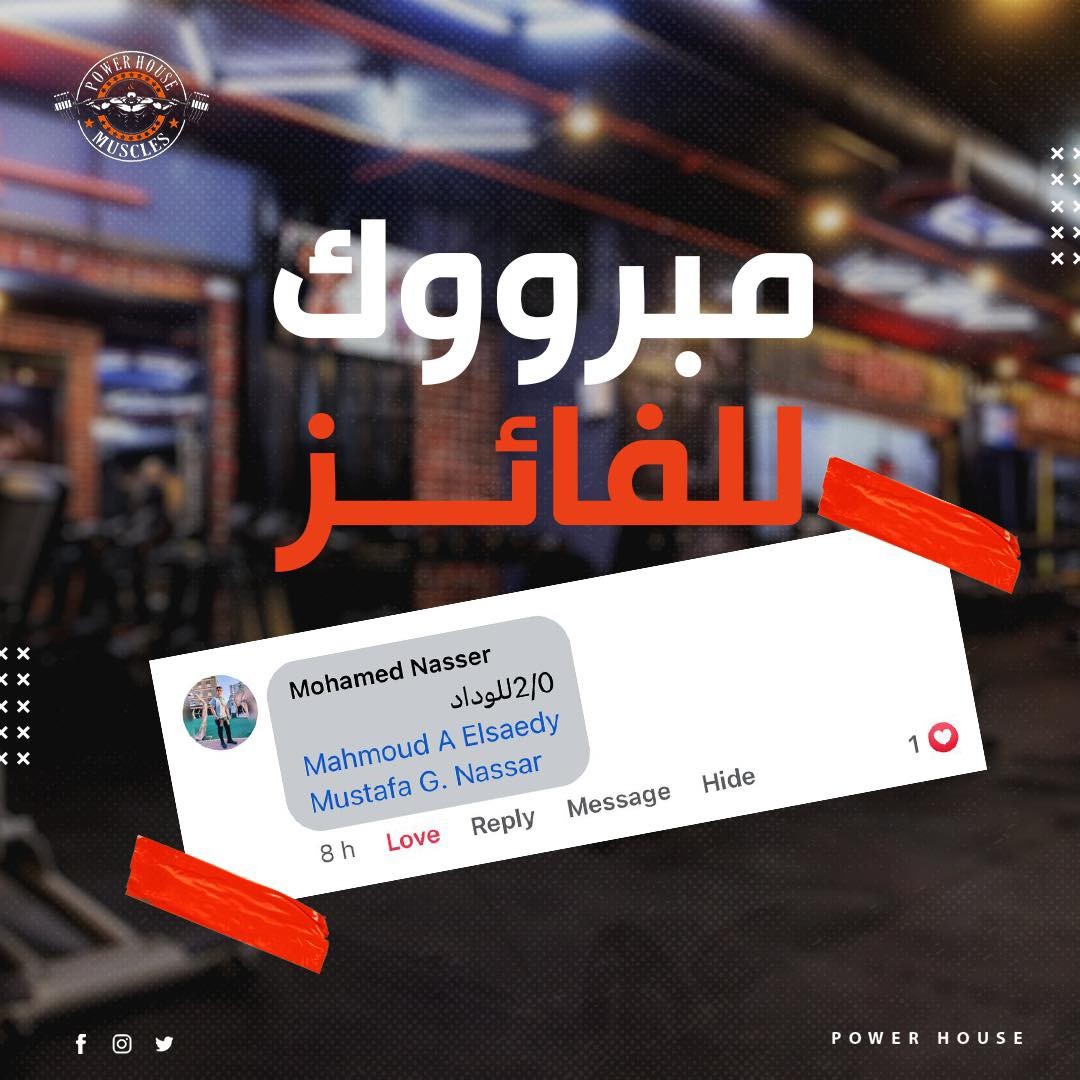 POWER HOUSE
MUSCLES
مبرووك
للفائـــز
Mohamed Nasser
2/0للوداد
Mahmoud A Elsaedy
Mustafa G. Nassar
8 h Love Reply Message Hide
1
POWER HOUSE